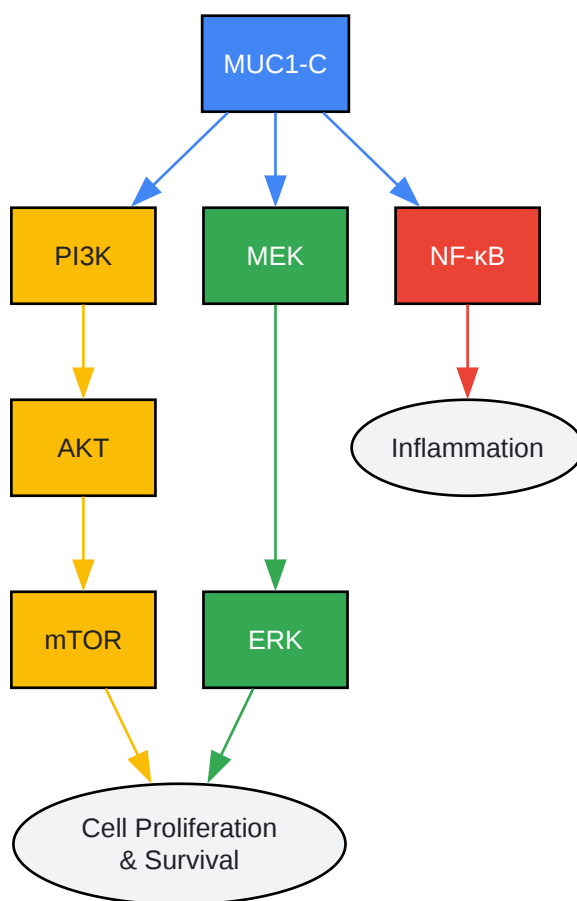 MUC1-C
PI3K
MEK
NF-κB
AKT
Inflammation
mTOR
ERK
Cell Proliferation
& Survival